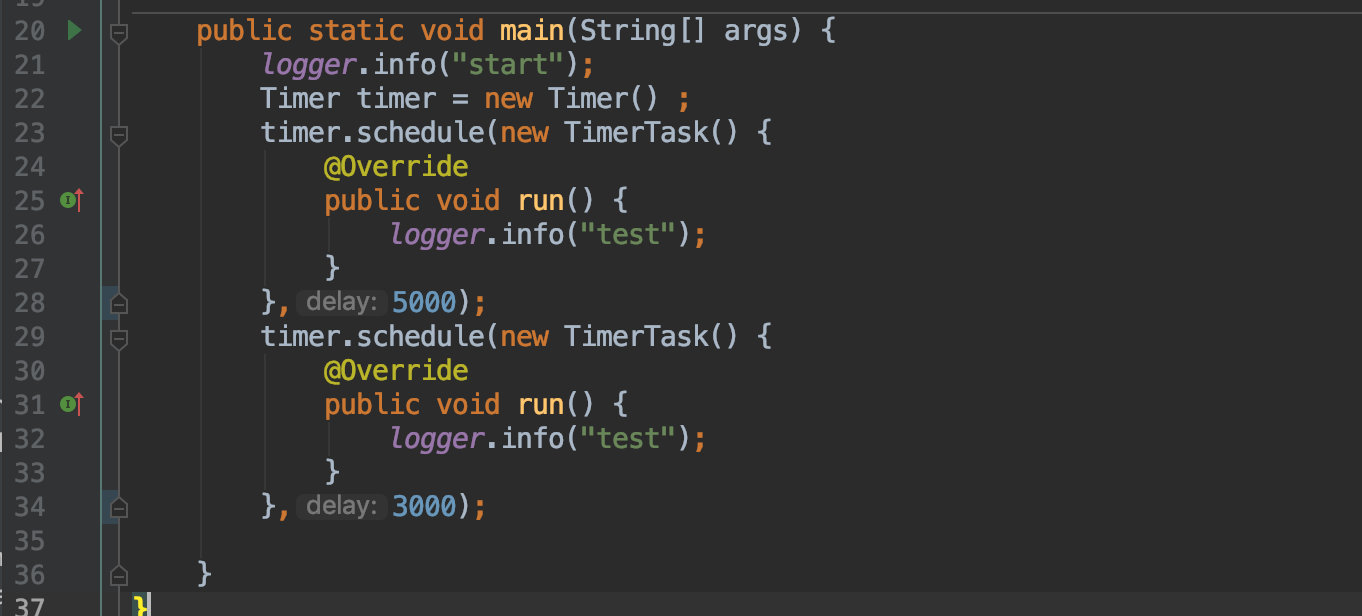 19
20 public static void main(String[] args) {
21 logger.info("start");
22 Timer timer = new Timer() ;
23 timer.schedule(new TimerTask() {
24 @Override
25 public void run() {
26 logger.info("test");
27 }
28 }, delay: 5000);
29 timer.schedule(new TimerTask() {
30 @Override
31 public void run() {
32 logger.info("test");
33 }
34 }, delay: 3000);
35
36 }
37 }